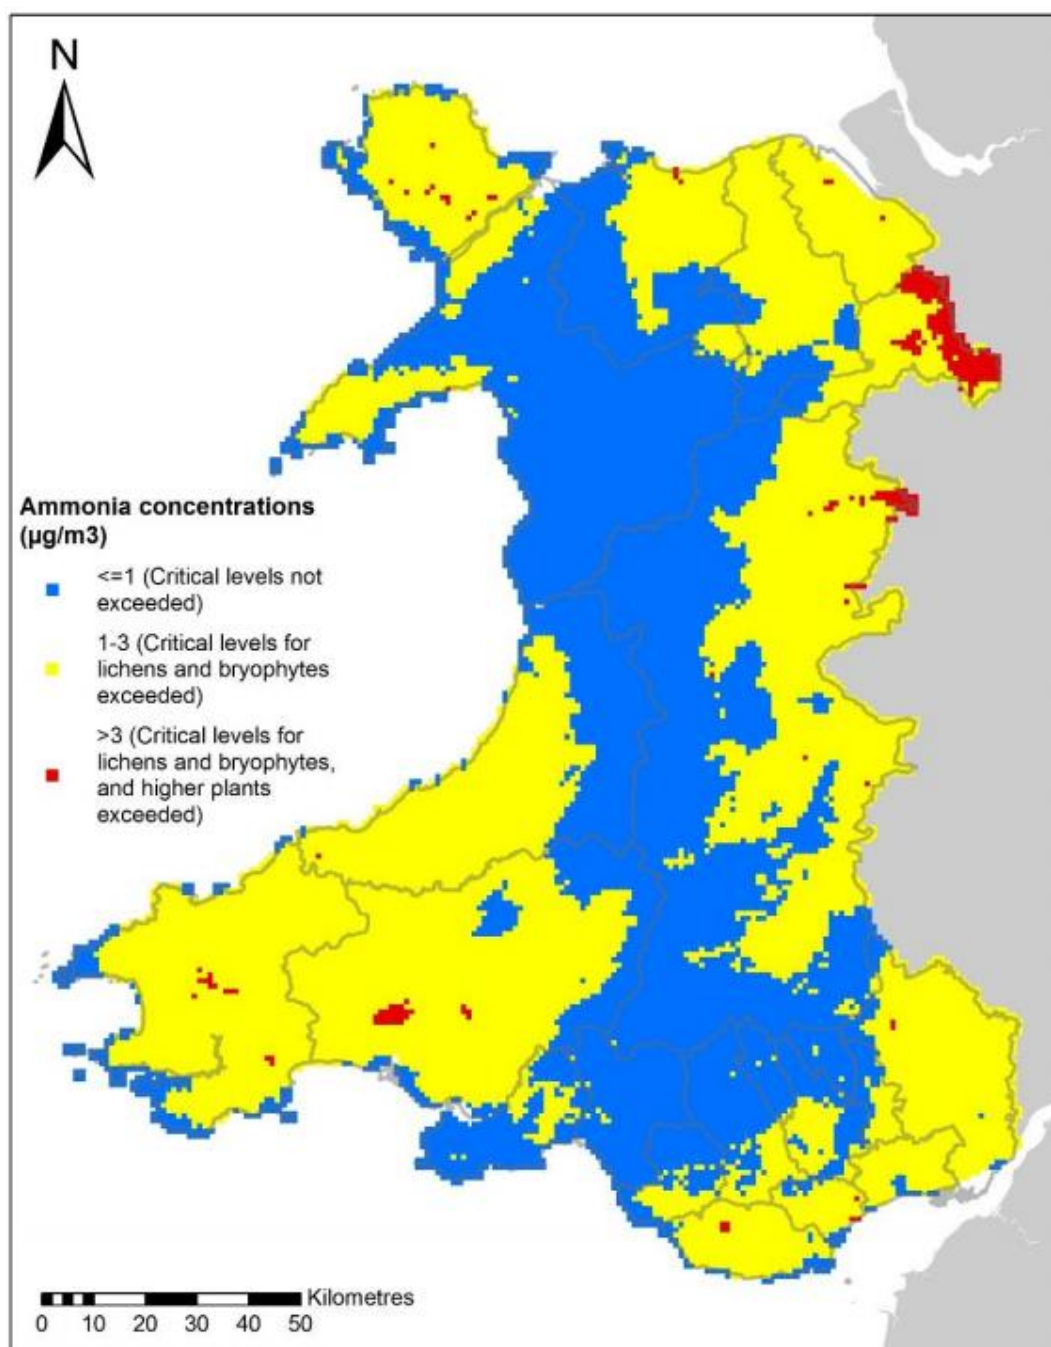 N
Ammonia concentrations
(µg/m3)
<=1 (Critical levels not
exceeded)
1-3 (Critical levels for
lichens and bryophytes
exceeded)
>3 (Critical levels for
lichens and bryophytes,
and higher plants
exceeded)
Kilometres
0 10 20 30 40 50